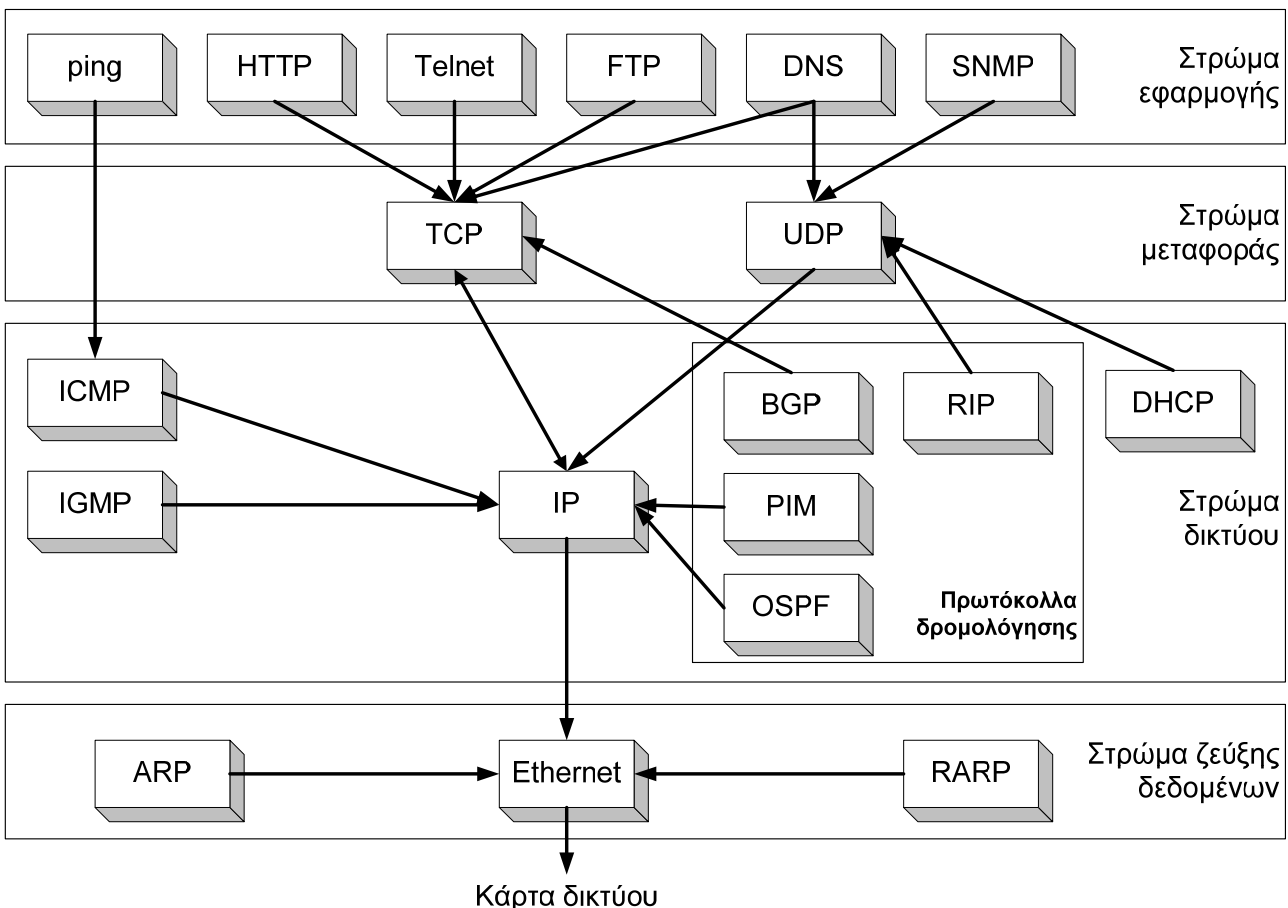 ping
HTTP
Telnet
FTP
DNS
SNMP
Στρώμα
εφαρμογής
TCP
UDP
Στρώμα
μεταφοράς
ICMP
BGP
RIP
DHCP
IGMP
IP
PIM
Στρώμα
δικτύου
OSPF
Πρωτόκολλα
δρομολόγησης
ARP
Ethernet
RARP
Στρώμα ζεύξης
δεδομένων
Κάρτα δικτύου